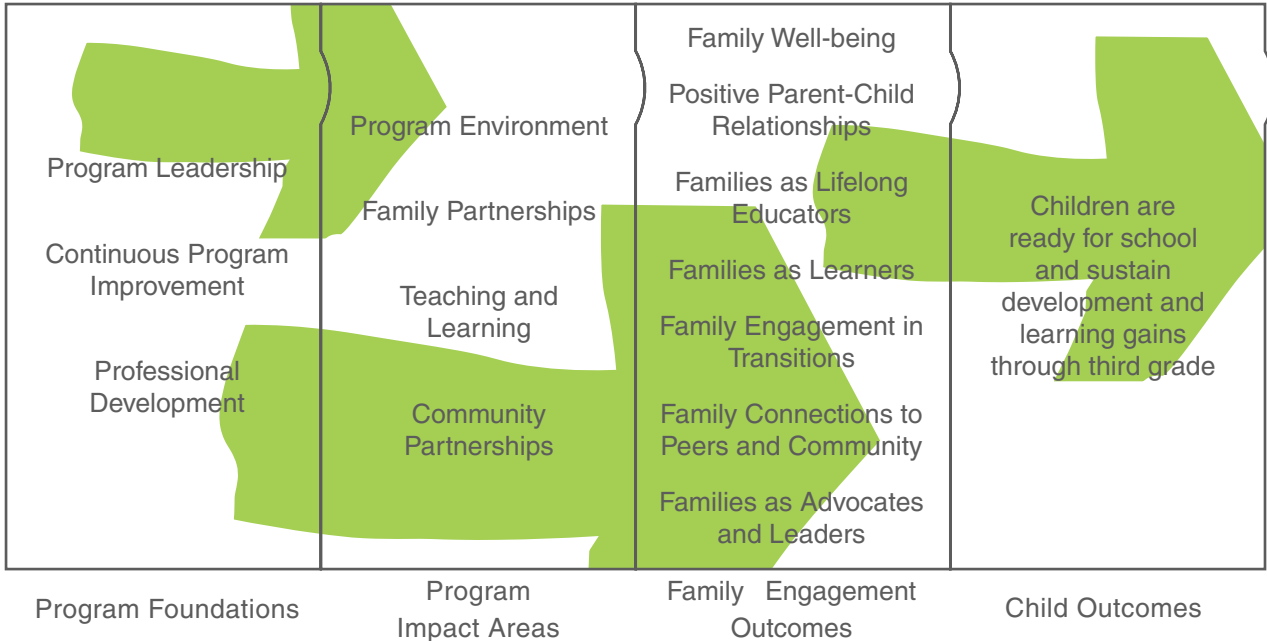 Program Leadership
Continuous Program
Improvement
Professional
Development
Program Environment
Family Partnerships
Teaching and
Learning
Community
Partnerships
Family Well-being
Positive Parent-Child
Relationships
Families as Lifelong
Educators
Families as Learners
Family Engagement in
Transitions
Family Connections to
Peers and Community
Families as Advocates
and Leaders
Children are
ready for school
and sustain
development and
learning gains
through third grade
Program Foundations
Program
Impact Areas
Family Engagement
Outcomes
Child Outcomes